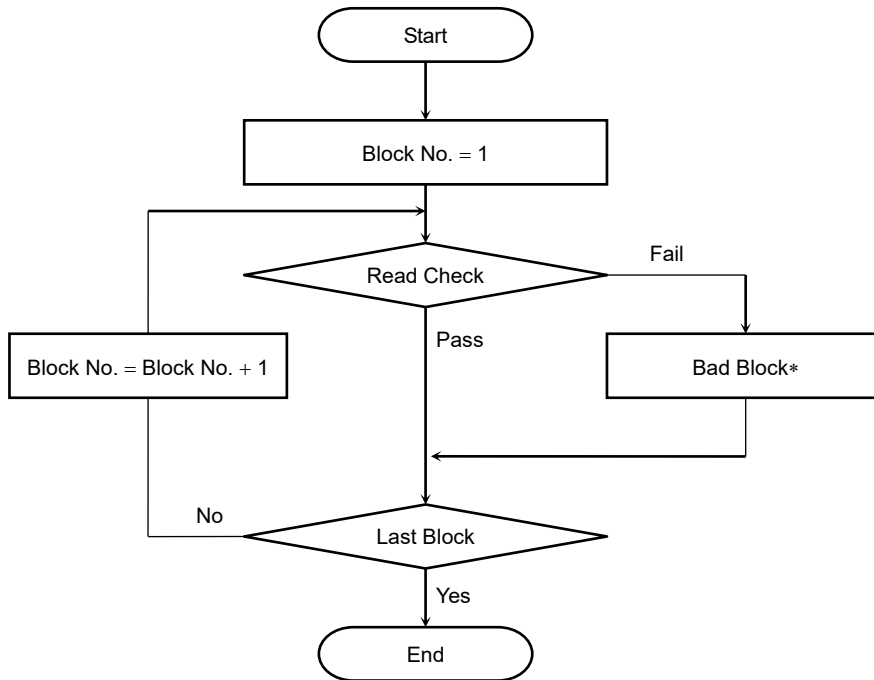 Start
Block No. = 1
Read Check
Fail
Pass
Block No. = Block No. + 1
Bad Block*
No
Last Block
Yes
End